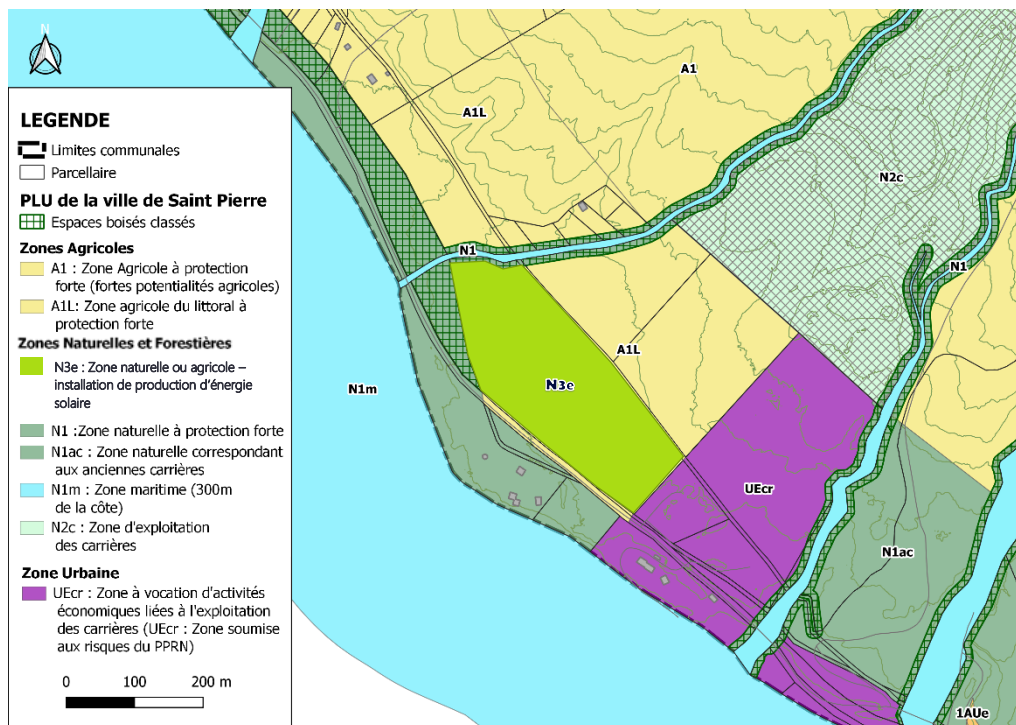 N
LEGENDE
Limites communales
Parcellaire
PLU de la ville de Saint Pierre
Espaces boisés classés
Zones Agricoles
A1 : Zone Agricole à protection
forte (fortes potentialités agricoles)
A1L: Zone agricole du littoral à
protection forte
Zones Naturelles et Forestières
N3e : Zone naturelle ou agricole –
installation de production d'énergie
solaire
N1 :Zone naturelle à protection forte
N1ac : Zone naturelle correspondant
aux anciennes carrières
N1m : Zone maritime (300m
de la côte)
N2c : Zone d'exploitation
des carrières
Zone Urbaine
UEcr : Zone à vocation d'activités
économiques liées à l'exploitation
des carrières (UEcr : Zone soumise
aux risques du PPRN)
0 100 200 m
A1
A1L
N2c
N1
N1
A1L
N3e
N1m
UEcr
N1ac
1AUe